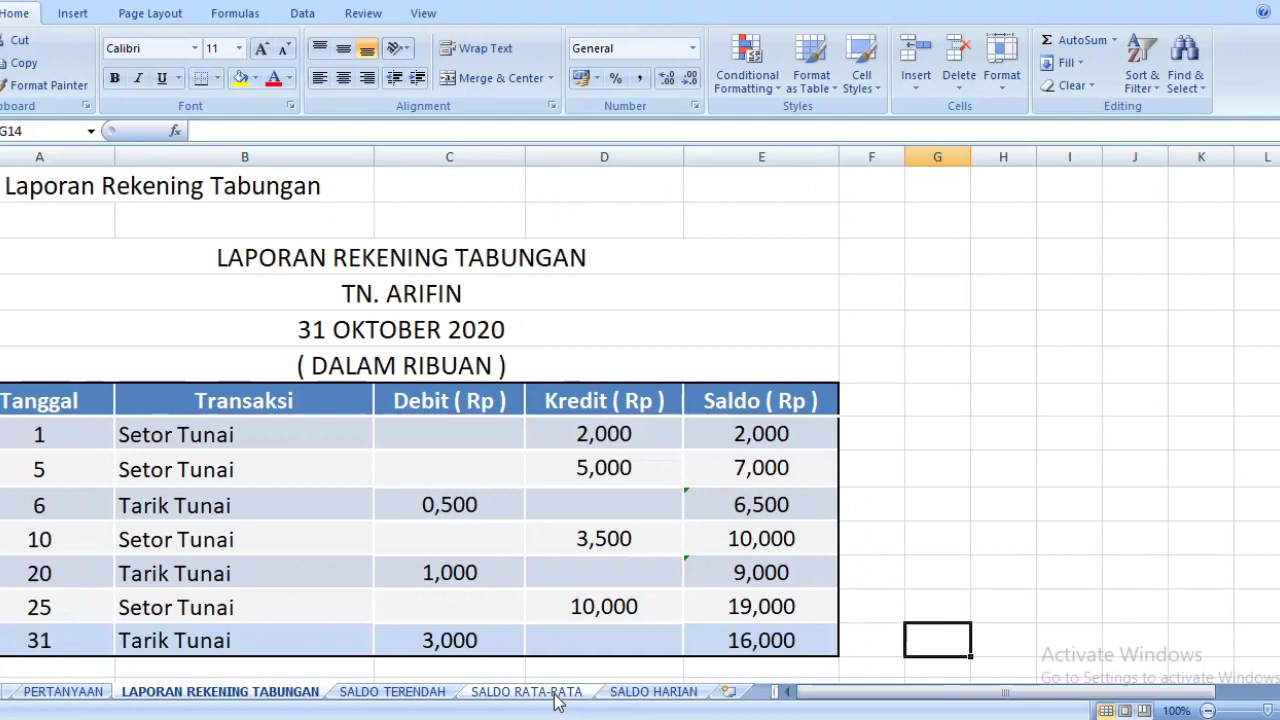 Home Insert Page Layout Formulas Data Review View
Cut Calibri 11 Wrap Text General AutoSum
Copy Fill
Format Painter Merge & Center Conditional Formatting Format as Table Cell Styles Insert Delete Format Clear Sort & Filter Find & Select
Font Alignment Number Styles Cells Editing
G14
A B C D E F G H I J K L
Laporan Rekening Tabungan
LAPORAN REKENING TABUNGAN
TN. ARIFIN
31 OKTOBER 2020
( DALAM RIBUAN )
Tanggal Transaksi Debit ( Rp ) Kredit ( Rp ) Saldo ( Rp )
1 Setor Tunai 2,000 2,000
5 Setor Tunai 5,000 7,000
6 Tarik Tunai 0,500 6,500
10 Setor Tunai 3,500 10,000
20 Tarik Tunai 1,000 9,000
25 Setor Tunai 10,000 19,000
31 Tarik Tunai 3,000 16,000
Activate Windows
Go to Settings to activate Windows
PERTANYAAN LAPORAN REKENING TABUNGAN SALDO TERENDAH SALDO RATA-RATA SALDO HARIAN
100%